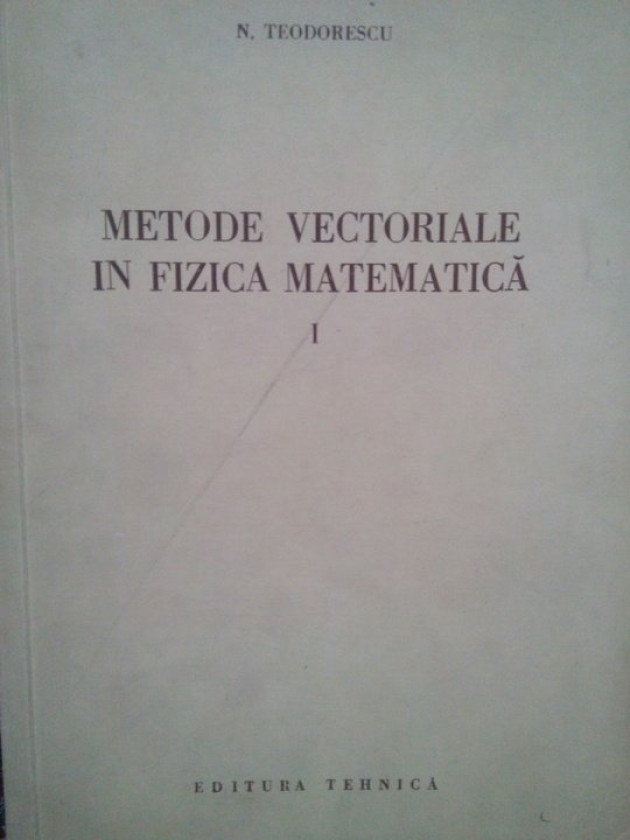 N. TEODORESCU
METODE VECTORIALE
IN FIZICA MATEMATICĂ
I
EDITURA TEHNICĂ